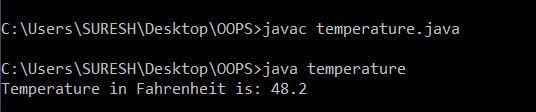 C:\Users\SURESH\Desktop\OOPS>javac temperature.java
C:\Users\SURESH\Desktop\OOPS>java temperature
Temperature in Fahrenheit is: 48.2